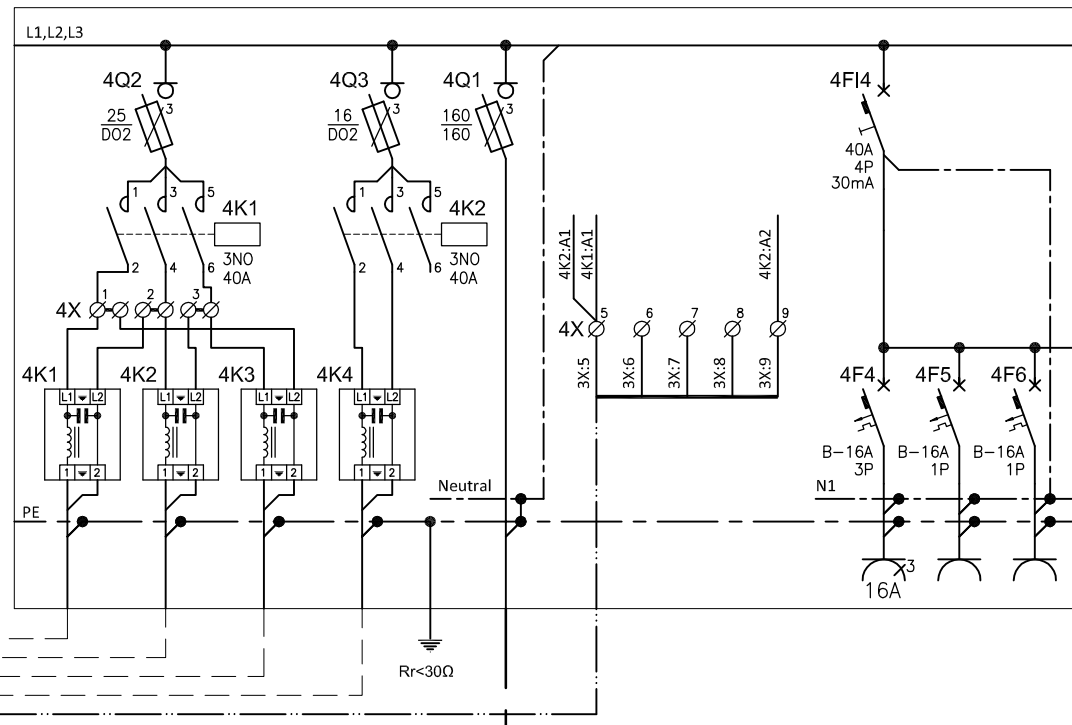 L1,L2,L3
4Q2
3
25
DO2
4Q3
3
16
DO2
4Q1
3
160
160
4FI4
40A
4P
30mA
1
3
5
4K1
3NO
40A
2
4
6
1
3
5
4K2
3NO
40A
2
4
6
4K2:A1
4K1:A1
4K2:A2
4X
1
2
3
4X
5
6
7
8
9
3X:5
3X:6
3X:7
3X:8
3X:9
4K1
L1
L2
1
2
4K2
L1
L2
1
2
4K3
L1
L2
1
2
4K4
L1
L2
1
2
4F4
B-16A
3P
4F5
B-16A
1P
4F6
B-16A
1P
Neutral
N1
PE
3
16A
Rr<30Ω